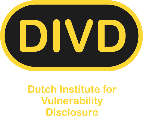 DIVD
Dutch Institute for
Vulnerability
Disclosure